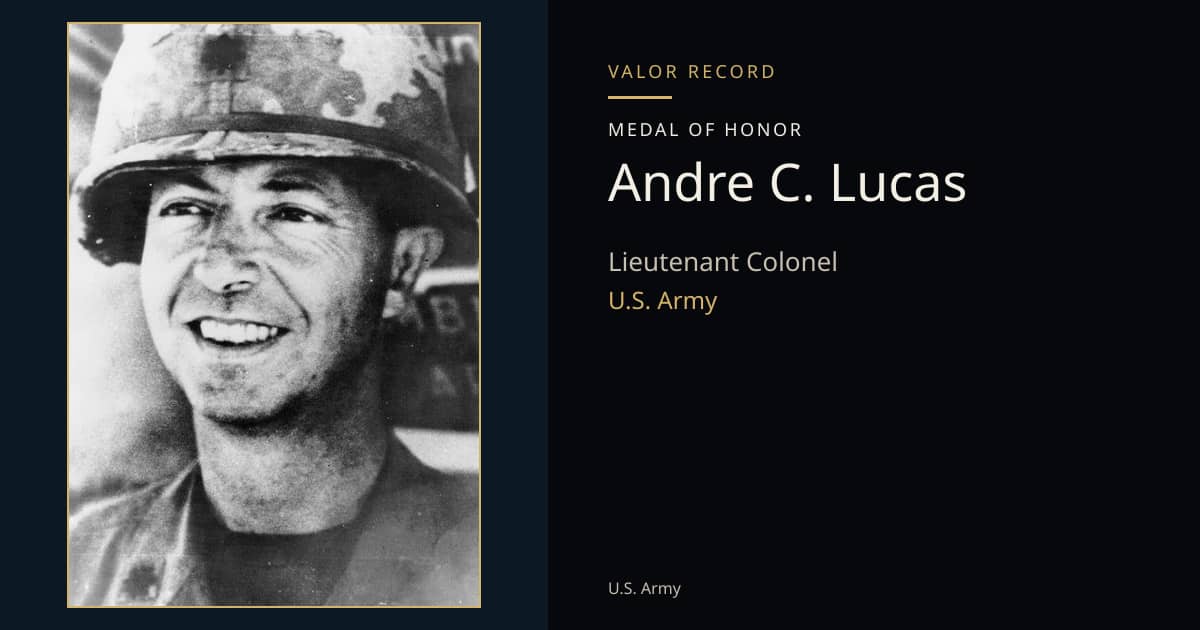 VALOR RECORD
MEDAL OF HONOR
Andre C. Lucas
Lieutenant Colonel
U.S. Army
U.S. Army